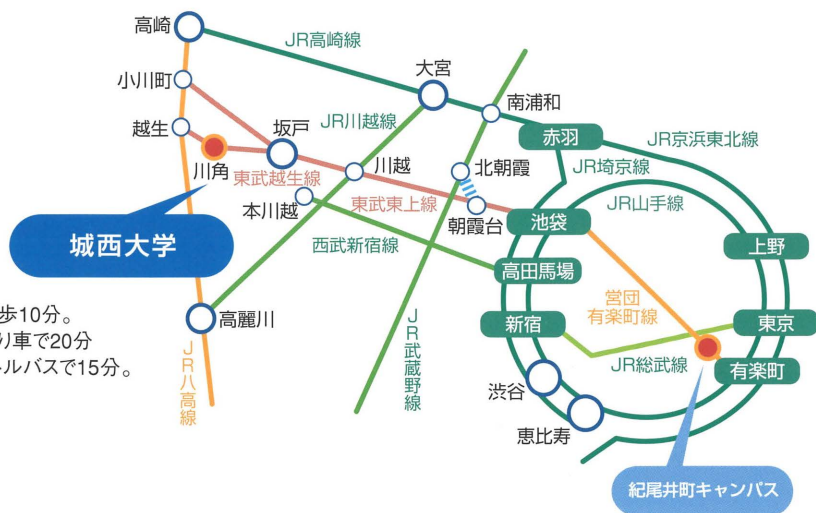 高崎
JR高崎線
大宮
小川町
南浦和
越生
坂戸
JR川越線
赤羽
JR京浜東北線
川角
東武越生線
川越
北朝霞
JR埼京線
本川越
東武東上線
朝霞台
池袋
JR山手線
城西大学
西武新宿線
高田馬場
上野
営団
有楽町線
歩10分。
り車で20分
ルバスで15分。
高麗川
JR武蔵野線
新宿
東京
JR総武線
JR八高線
渋谷
有楽町
恵比寿
紀尾井町キャンパス